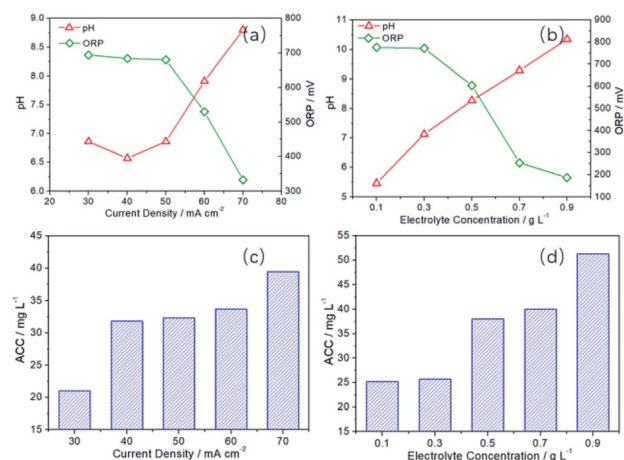 9.0
8.5
8.0
7.5
7.0
6.5
6.0
pH
pH
ORP
(a)
800
700
600
500
400
300
ORP / mV
20 30 40 50 60 70 80
Current Density / mA cm-2
11
10
9
8
7
6
5
pH
pH
ORP
(b)
900
800
700
600
500
400
300
200
100
ORP / mV
0.1 0.3 0.5 0.7 0.9
Electrolyte Concentration / g L-1
45
40
35
30
25
20
15
ACC / mg L-1
(c)
30 40 50 60 70
Current Density / mA cm-2
55
50
45
40
35
30
25
20
15
ACC / mg L-1
(d)
0.1 0.3 0.5 0.7 0.9
Electrolyte Concentration / g L-1